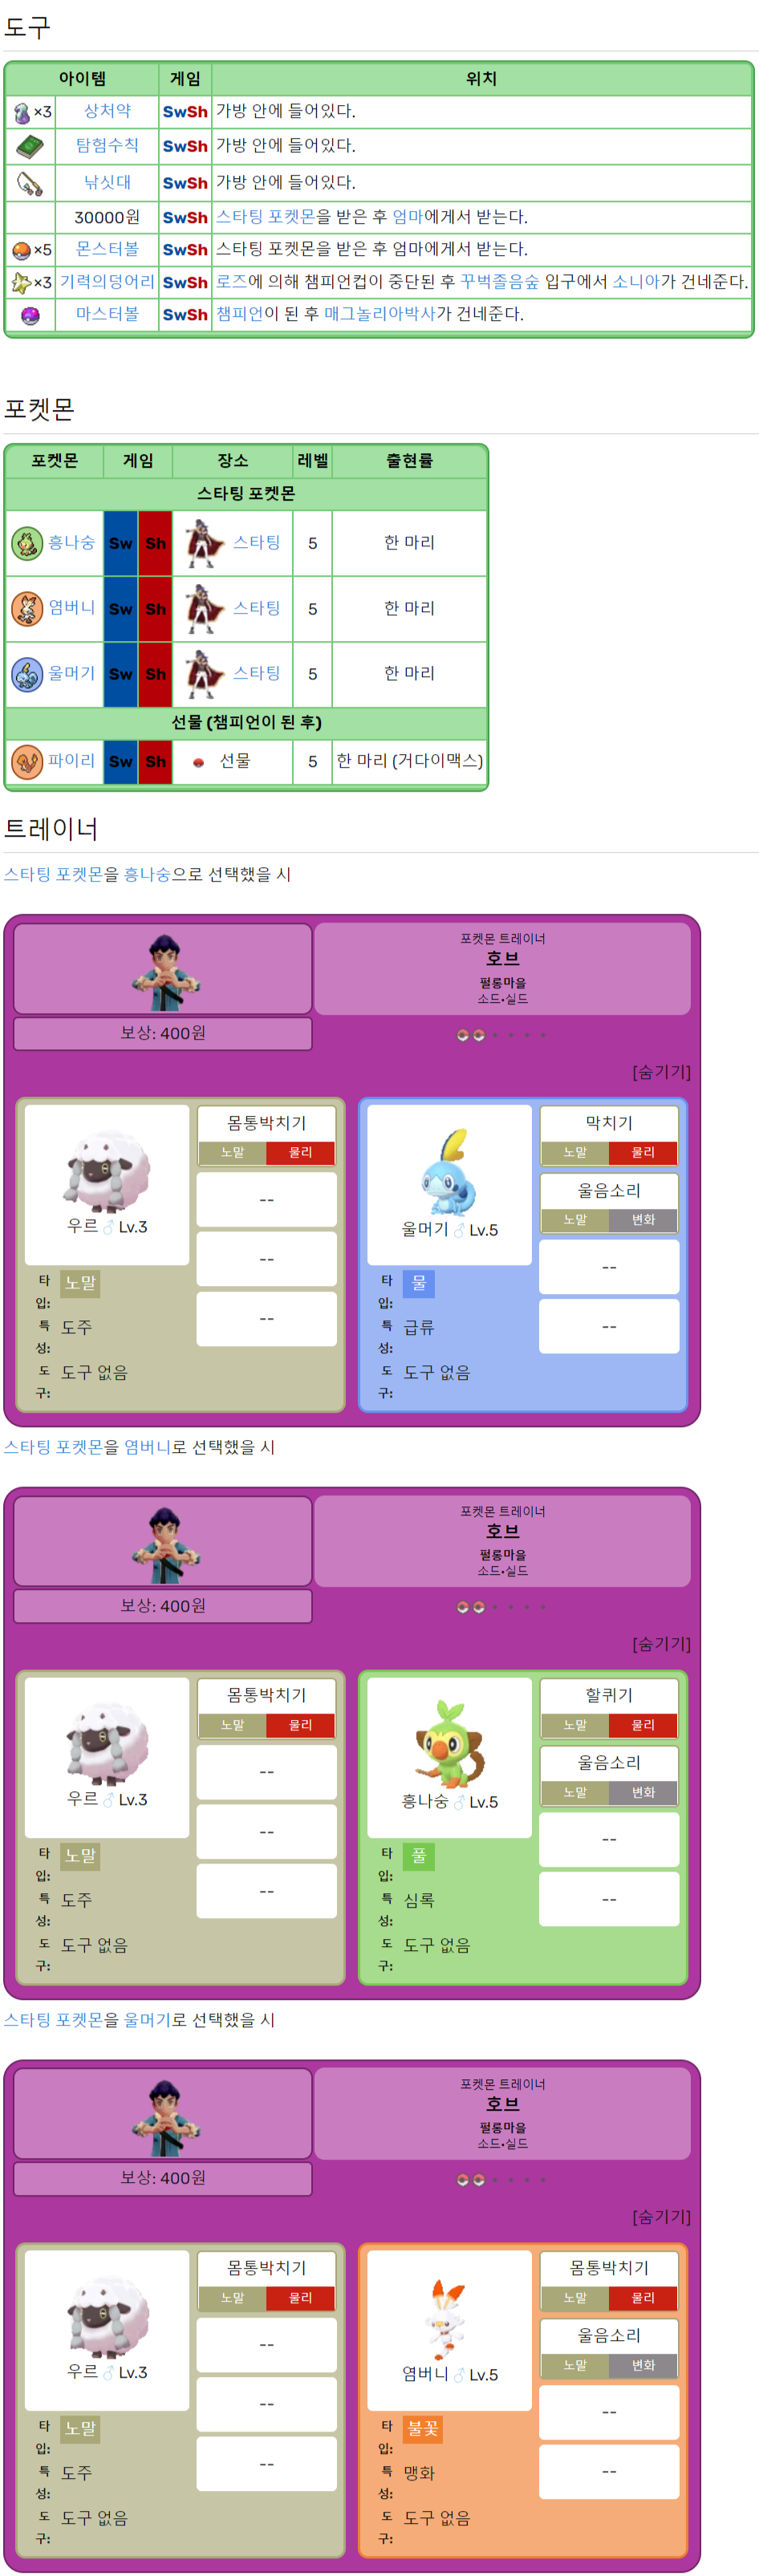 도구
아이템 게임 위치
×3 상처약 SwSh 가방 안에 들어있다.
탐험수칙 SwSh 가방 안에 들어있다.
낚싯대 SwSh 가방 안에 들어있다.
30000원 SwSh 스타팅 포켓몬을 받은 후 엄마에게서 받는다.
×5 몬스터볼 SwSh 스타팅 포켓몬을 받은 후 엄마에게서 받는다.
×3 기력의덩어리 SwSh 로즈에 의해 챔피언컵이 중단된 후 꾸벅졸음숲 입구에서 소니아가 건네준다.
마스터볼 SwSh 챔피언이 된 후 매그놀리아박사가 건네준다.
포켓몬
포켓몬 게임 장소 레벨 출현률
스타팅 포켓몬
흥나숭 Sw Sh 스타팅 5 한 마리
염버니 Sw Sh 스타팅 5 한 마리
울머기 Sw Sh 스타팅 5 한 마리
선물 (챔피언이 된 후)
파이리 Sw Sh 선물 5 한 마리 (거다이맥스)
트레이너
스타팅 포켓몬을 흥나숭으로 선택했을 시
포켓몬 트레이너
호브
펄롱마을
소드•실드
보상: 400원
[숨기기]
몸통박치기
노말 물리
--
--
--
우르 ♂ Lv.3
타입: 노말
특성: 도주
도구: 도구 없음
막치기
노말 물리
울음소리
노말 변화
--
--
울머기 ♂ Lv.5
타입: 물
특성: 급류
도구: 도구 없음
스타팅 포켓몬을 염버니로 선택했을 시
포켓몬 트레이너
호브
펄롱마을
소드•실드
보상: 400원
[숨기기]
몸통박치기
노말 물리
--
--
--
우르 ♂ Lv.3
타입: 노말
특성: 도주
도구: 도구 없음
할퀴기
노말 물리
울음소리
노말 변화
--
--
흥나숭 ♂ Lv.5
타입: 풀
특성: 심록
도구: 도구 없음
스타팅 포켓몬을 울머기로 선택했을 시
포켓몬 트레이너
호브
펄롱마을
소드•실드
보상: 400원
[숨기기]
몸통박치기
노말 물리
--
--
--
우르 ♂ Lv.3
타입: 노말
특성: 도주
도구: 도구 없음
몸통박치기
노말 물리
울음소리
노말 변화
--
--
염버니 ♂ Lv.5
타입: 불꽃
특성: 맹화
도구: 도구 없음